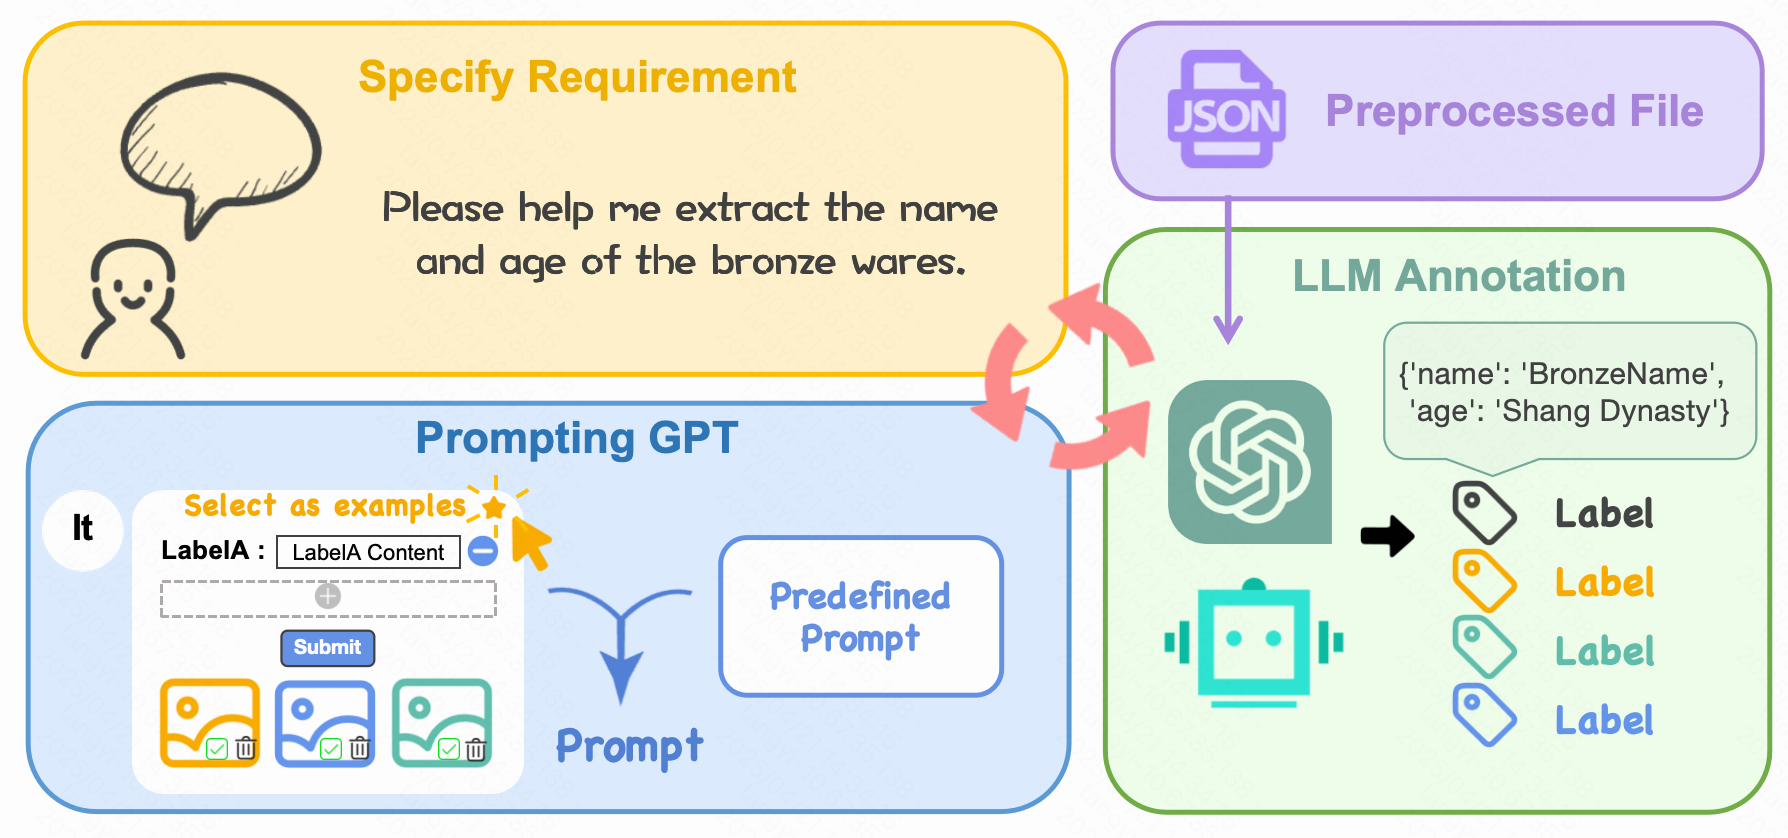 Specify Requirement
Please help me extract the name
and age of the bronze wares.
JSON
Preprocessed File
LLM Annotation
{'name': 'BronzeName',
'age': 'Shang Dynasty'}
Label
Label
Label
Label
Prompting GPT
It
Select as examples
LabelA :
LabelA Content
Submit
Predefined
Prompt
Prompt